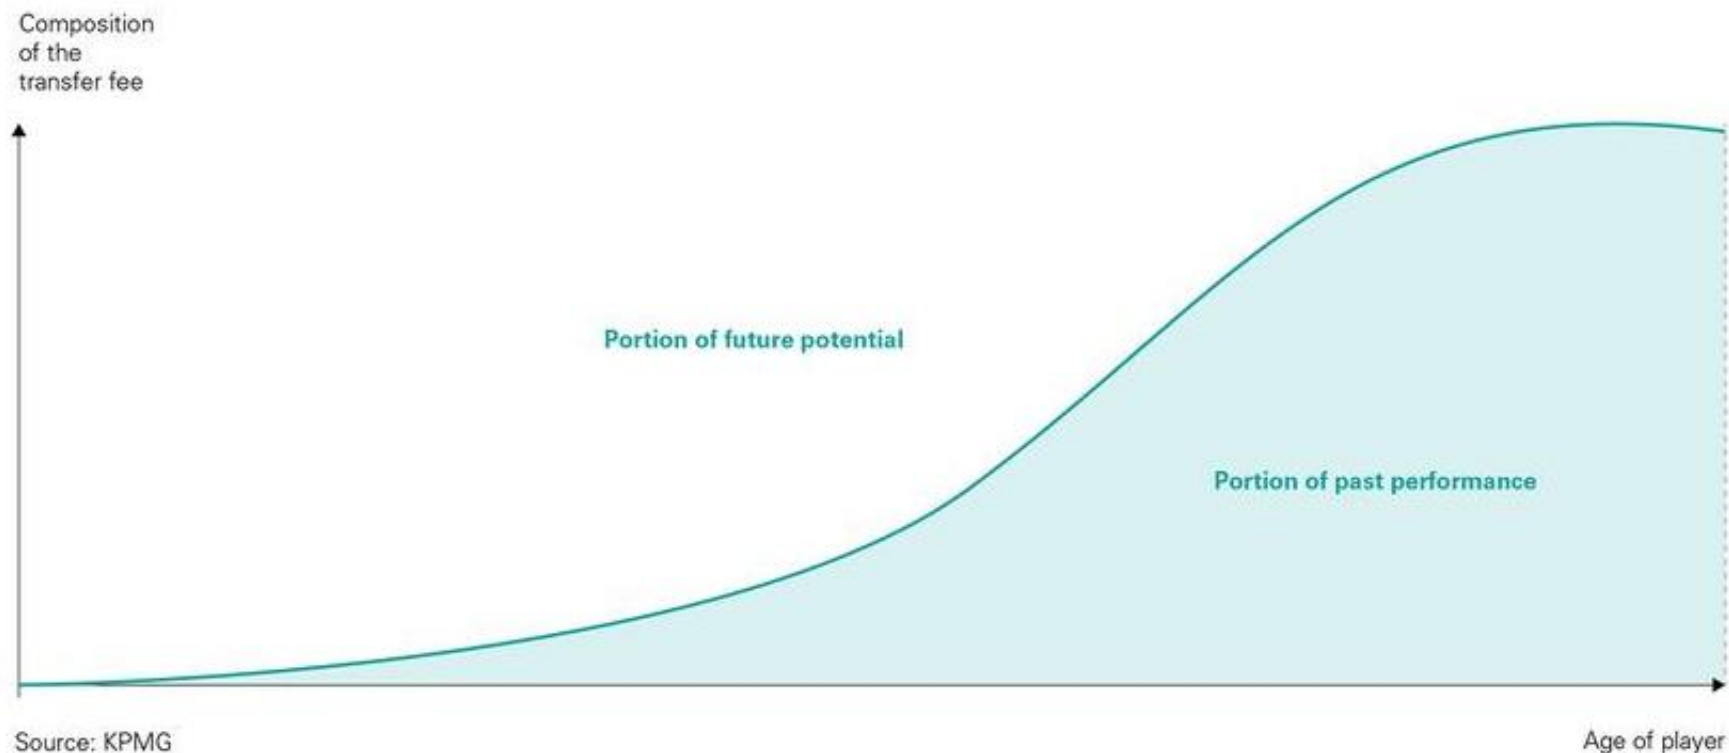 Composition
of the
transfer fee
Portion of future potential
Portion of past performance
Source: KPMG
Age of player